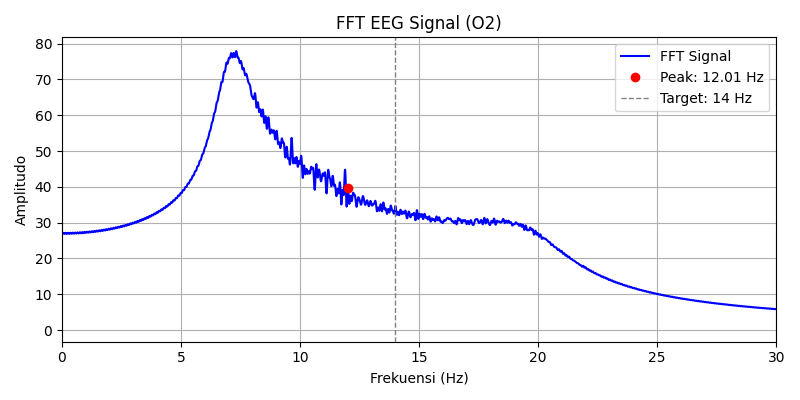 FFT EEG Signal (O2)
FFT Signal
Peak: 12.01 Hz
Target: 14 Hz
Amplitudo
80
70
60
50
40
30
20
10
0
0 5 10 15 20 25 30
Frekuensi (Hz)